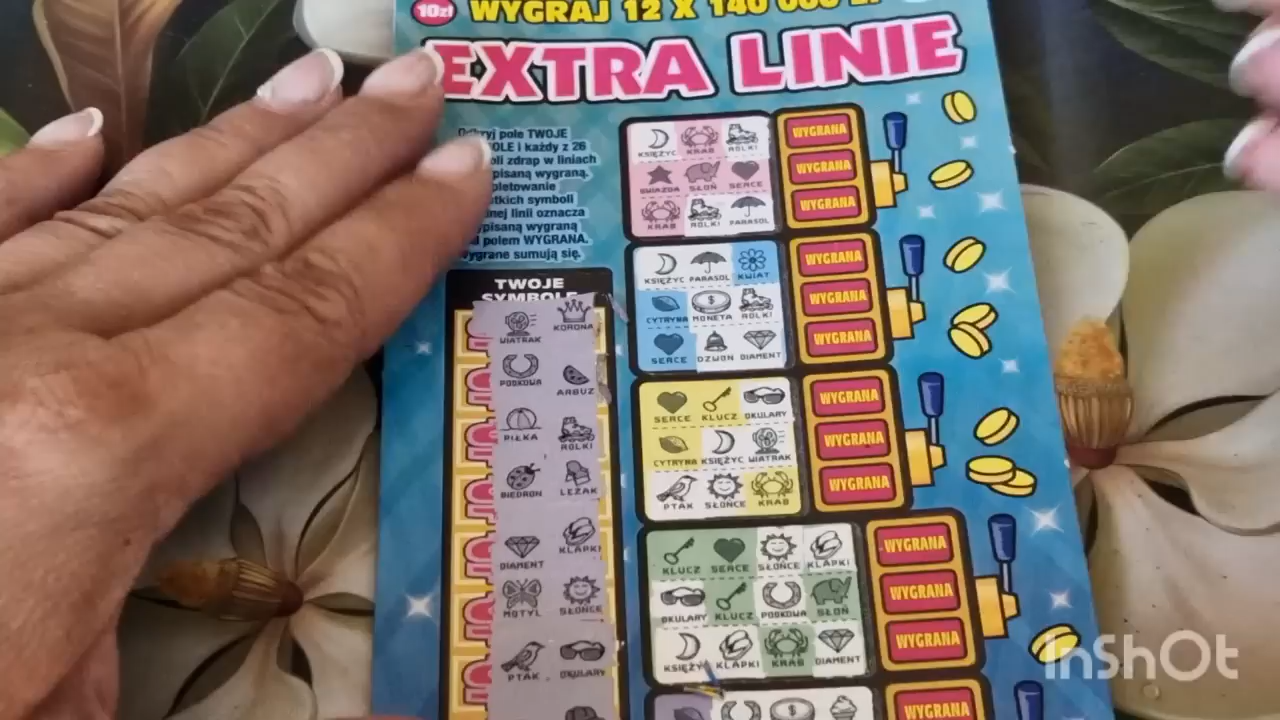 10zł WYGRAJ 12 X 140 000
EXTRA LINIE
pole TWOJE
i każdy z 26
zdrap w liniach
wygraną.
symboli
linii oznacza
wygraną
polem WYGRANA.
sumują się.
TWOJE
SYMBOLE
WIATRAK KORONA
PODKOWA ARBUZ
PIŁKA ROLKI
BIEDRON LEŻAK
DIAMENT KLAPKI
MOTYL SŁOŃCE
PTAK OKULARY
KSIĘŻYC KRAB ROLKI WYGRANA
GWIAZDA SŁOŃ SERCE WYGRANA
KRAB ROLKI PARASOL WYGRANA
KSIĘŻYC PARASOL KWIAT WYGRANA
CYTRYNA MONETA ROLKI WYGRANA
SERCE DZWON DIAMENT WYGRANA
SERCE KLUCZ OKULARY WYGRANA
CYTRYNA KSIĘŻYC WIATRAK WYGRANA
PTAK SŁOŃCE KRAB WYGRANA
KLUCZ SERCE SŁOŃCE KLAPKI WYGRANA
OKULARY KLUCZ PODKOWA SŁOŃ WYGRANA
KSIĘŻYC KLAPKI KRAB DIAMENT WYGRANA
WYGRANA
InShOt